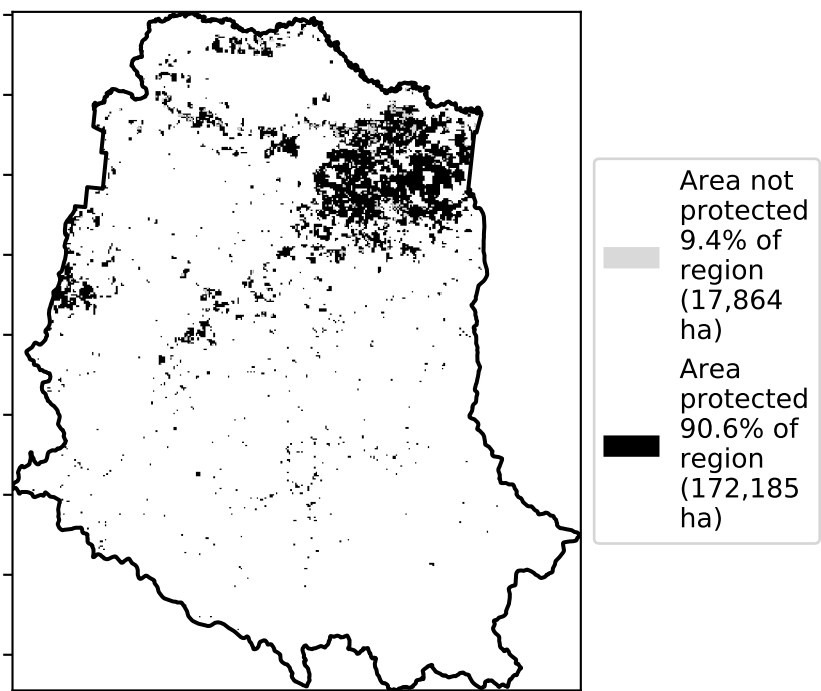 Area not
protected
9.4% of
region
(17,864
ha)
Area
protected
90.6% of
region
(172,185
ha)